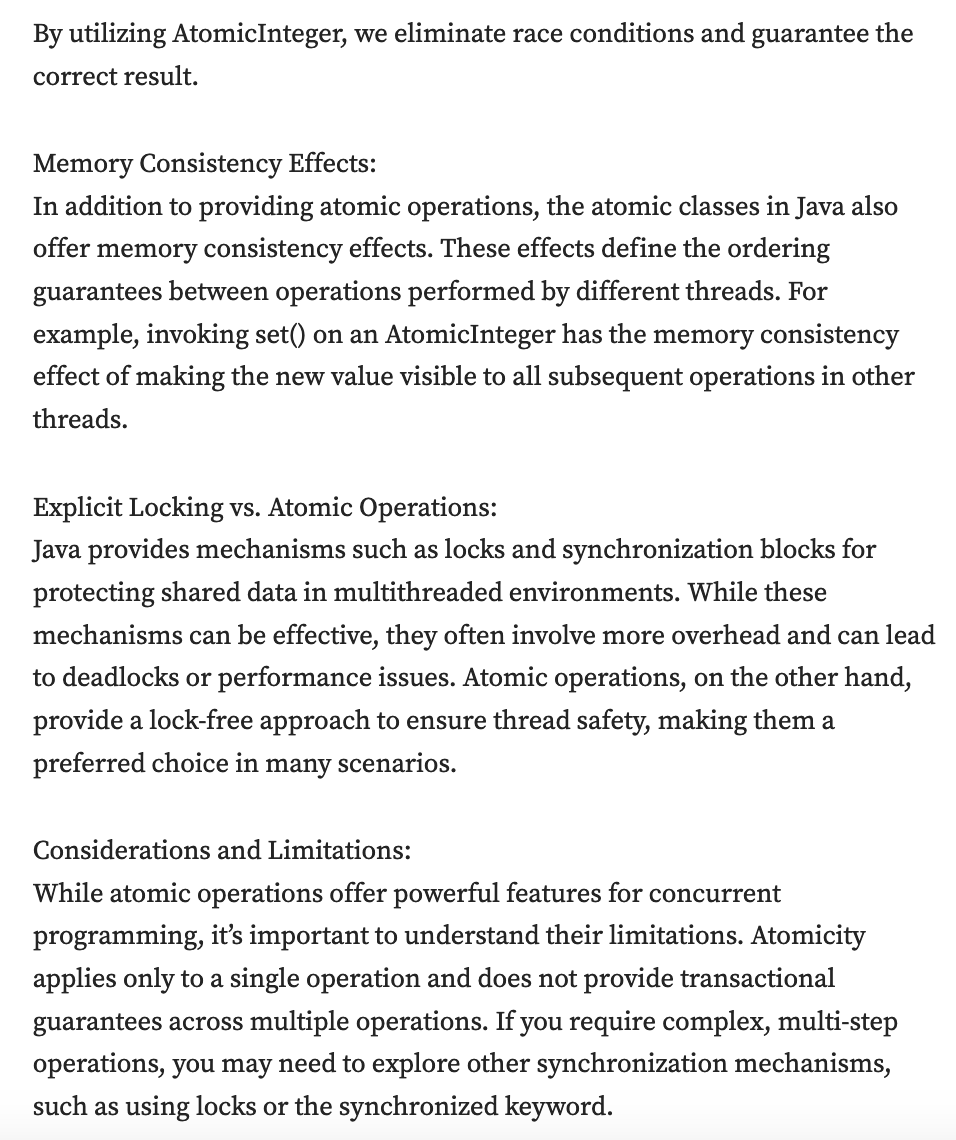 By utilizing AtomicInteger, we eliminate race conditions and guarantee the
correct result.
Memory Consistency Effects:
In addition to providing atomic operations, the atomic classes in Java also
offer memory consistency effects. These effects define the ordering
guarantees between operations performed by different threads. For
example, invoking set() on an AtomicInteger has the memory consistency
effect of making the new value visible to all subsequent operations in other
threads.
Explicit Locking vs. Atomic Operations:
Java provides mechanisms such as locks and synchronization blocks for
protecting shared data in multithreaded environments. While these
mechanisms can be effective, they often involve more overhead and can lead
to deadlocks or performance issues. Atomic operations, on the other hand,
provide a lock-free approach to ensure thread safety, making them a
preferred choice in many scenarios.
Considerations and Limitations:
While atomic operations offer powerful features for concurrent
programming, it’s important to understand their limitations. Atomicity
applies only to a single operation and does not provide transactional
guarantees across multiple operations. If you require complex, multi-step
operations, you may need to explore other synchronization mechanisms,
such as using locks or the synchronized keyword.